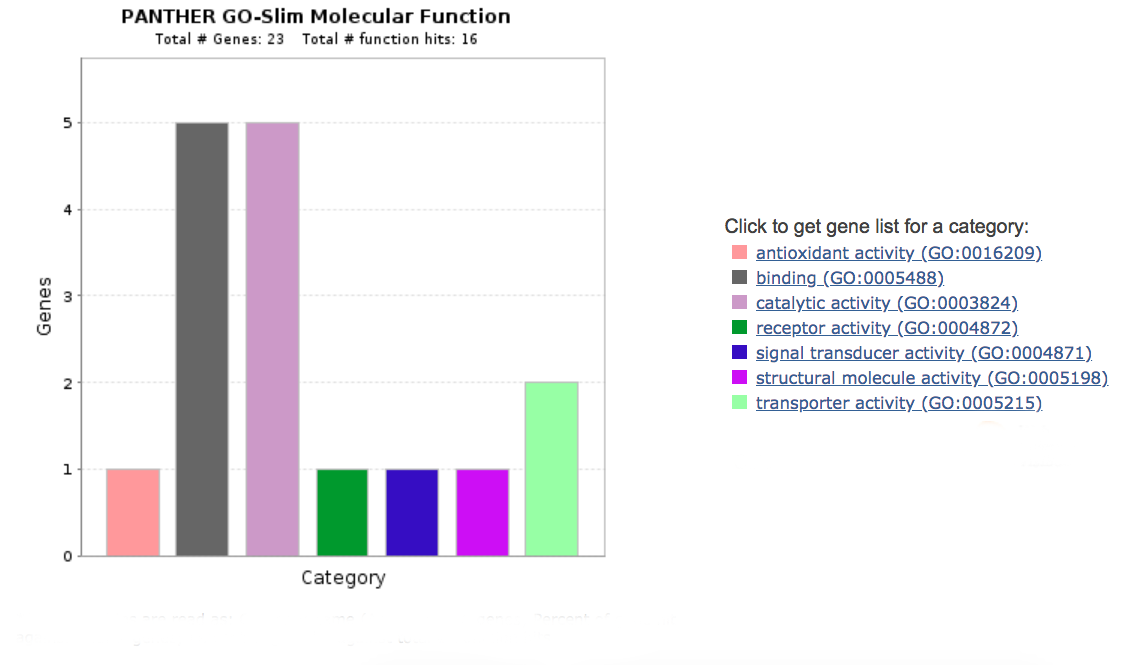 PANTHER GO-Slim Molecular Function
Total # Genes: 23 Total # function hits: 16
5
4
3
2
1
0
Genes
Category
Click to get gene list for a category:
antioxidant activity (GO:0016209)
binding (GO:0005488)
catalytic activity (GO:0003824)
receptor activity (GO:0004872)
signal transducer activity (GO:0004871)
structural molecule activity (GO:0005198)
transporter activity (GO:0005215)